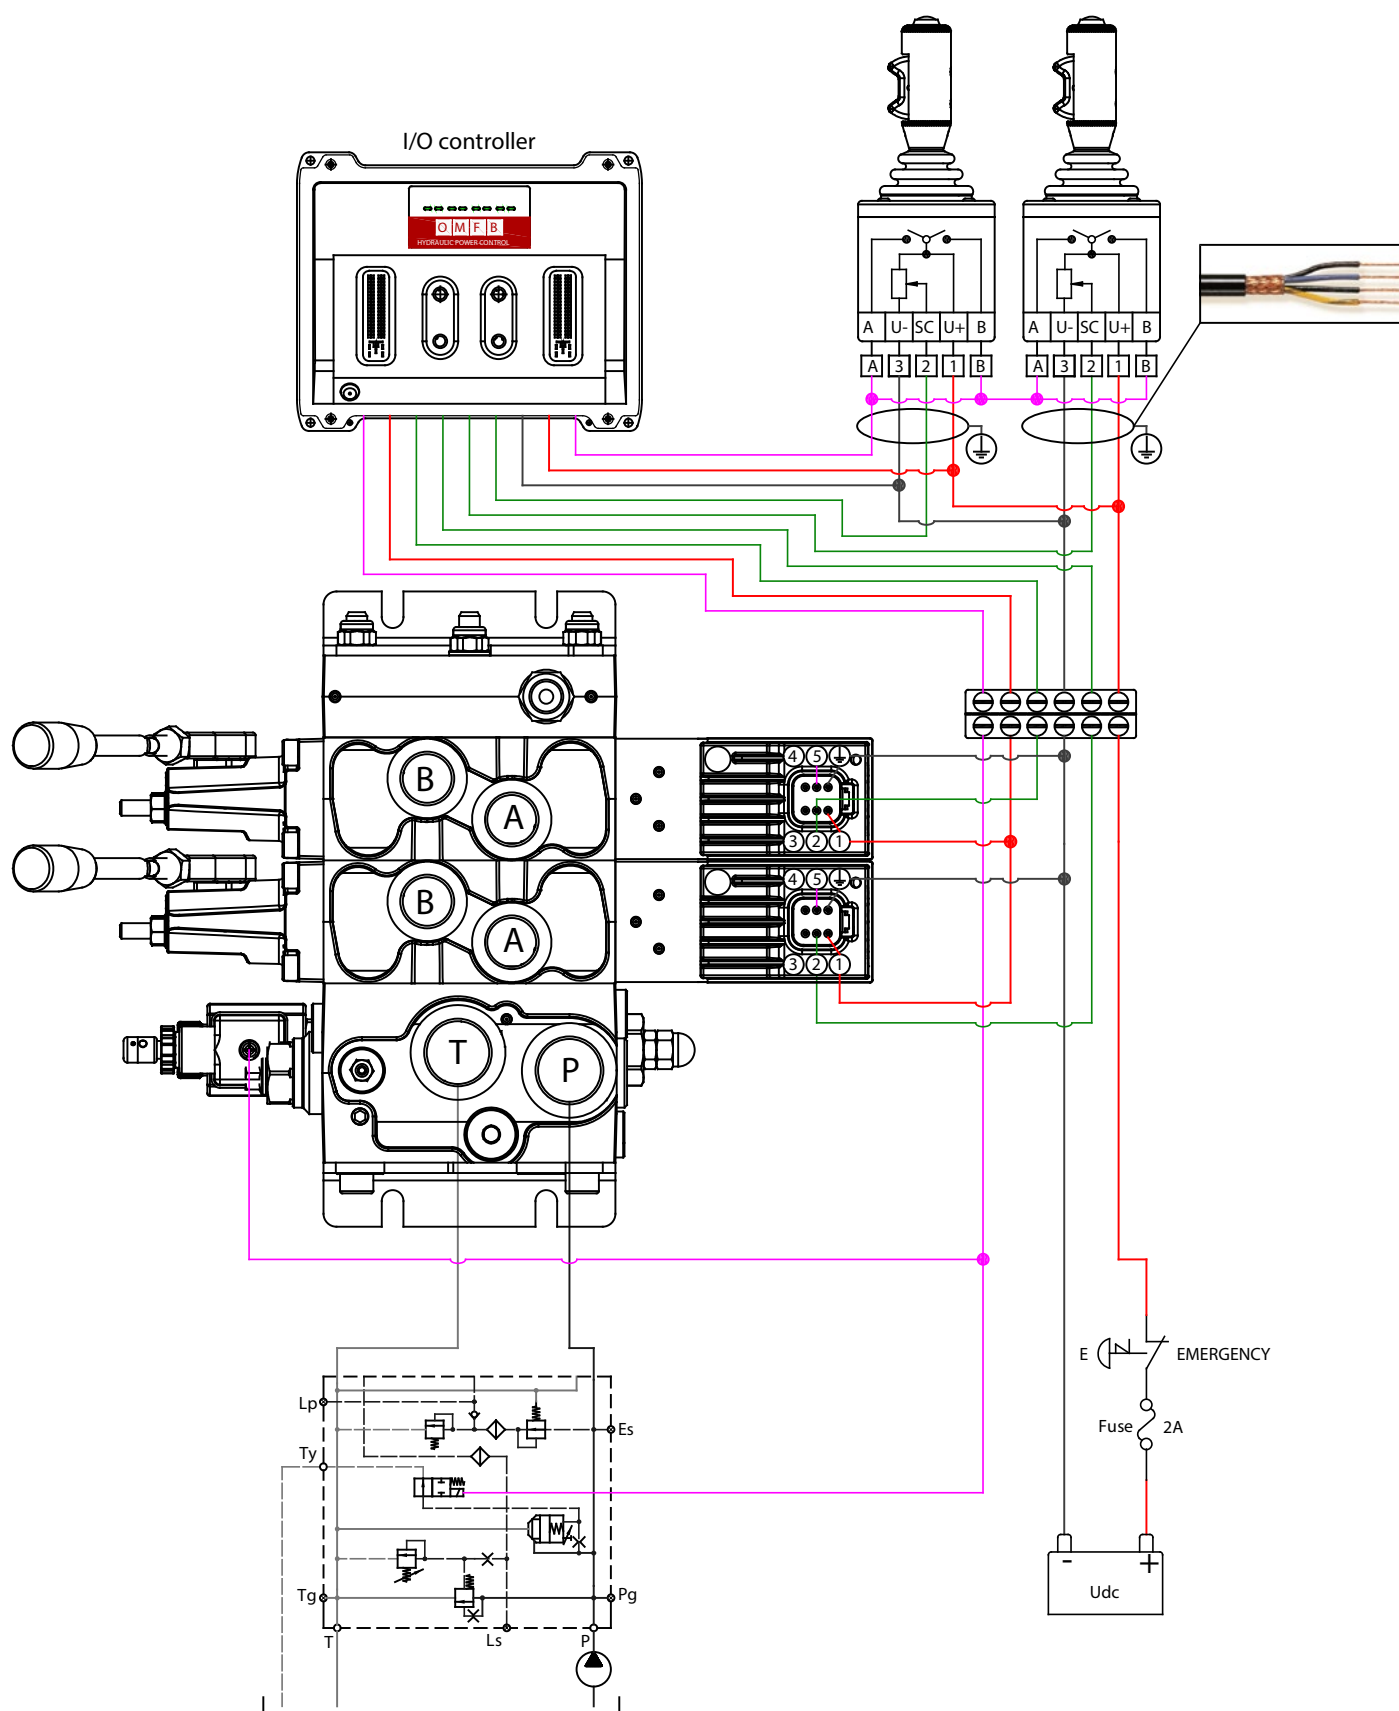 I/O controller
O M F B
HYDRAULIC POWER CONTROL
A U- SC U+ B
A U- SC U+ B
A 3 2 1 B
A 3 2 1 B
B
A
4 5
3 2 1
B
A
4 5
3 2 1
T
P
E EMERGENCY
Fuse 2A
Lp
Es
Ty
Tg
Pg
T
Ls
P
- +
Udc